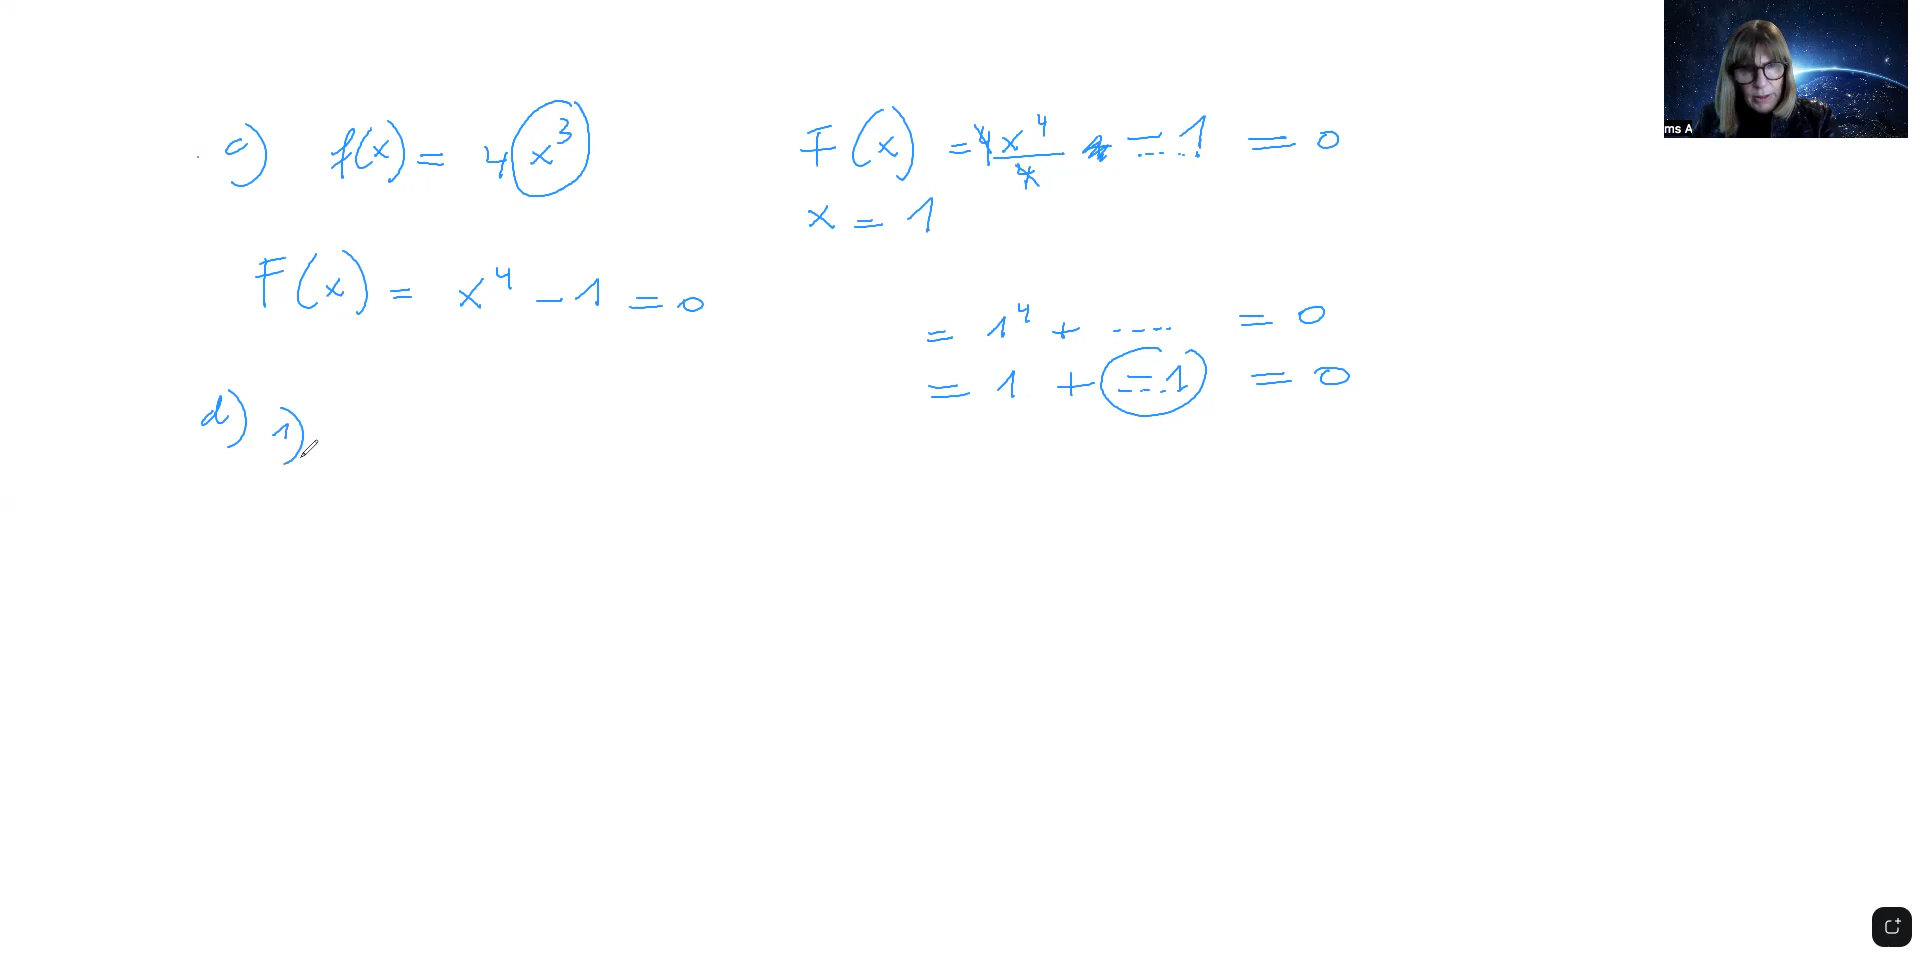 c) f(x) = 4x³
F(x) = x⁴ - 1 = 0
d) 1)
F(x) = 4x⁴/4 - 1 = 0
x = 1
= 1⁴ + .... = 0
= 1 + -1 = 0
ms A